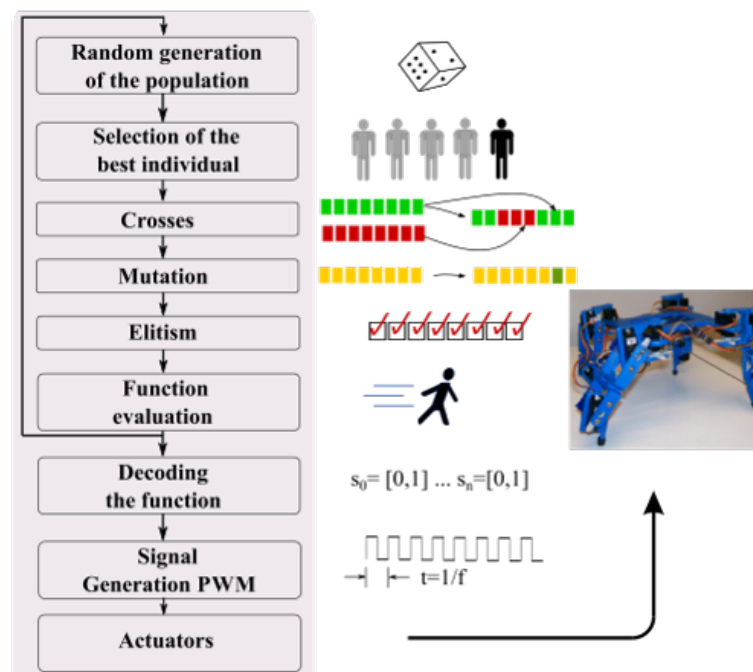 Random generation
of the population
Selection of the
best individual
Crosses
Mutation
Elitism
Function
evaluation
Decoding
the function
s₀= [0,1] ... sₙ=[0,1]
Signal
Generation PWM
t=1/f
Actuators